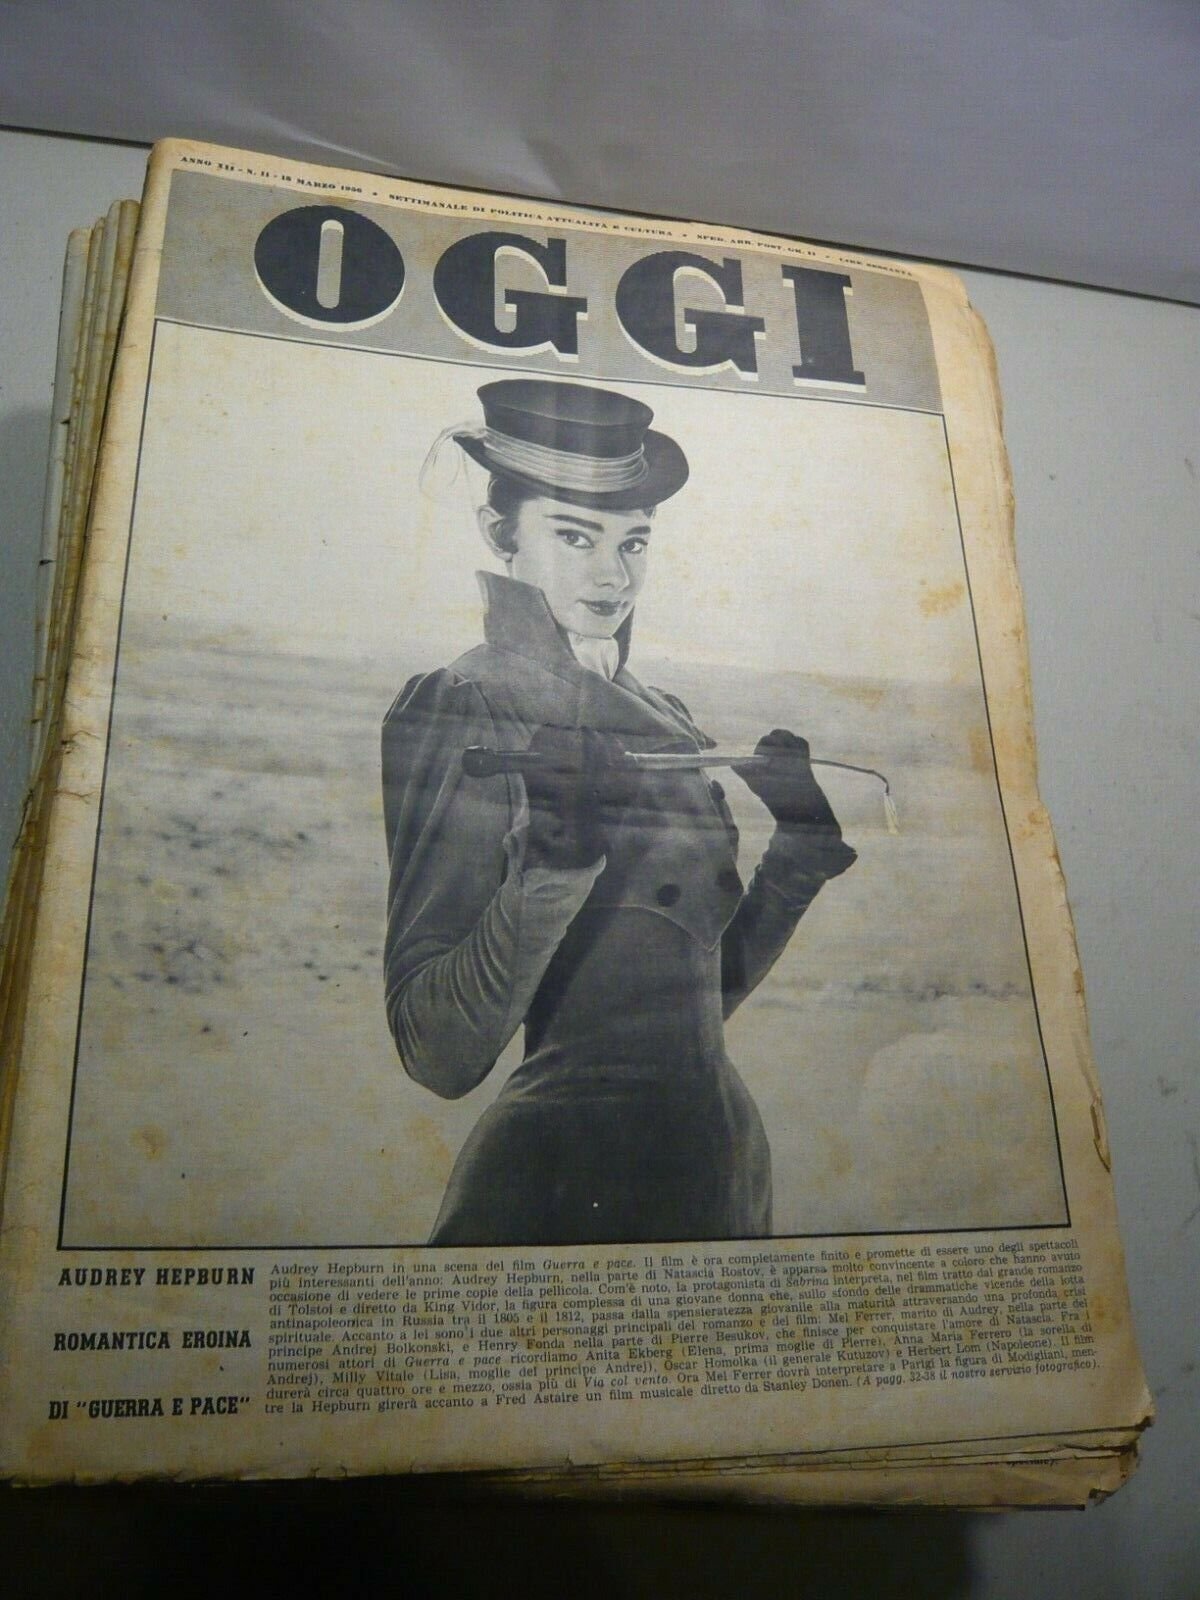 ANNO XII - N. 11 - 15 MARZO 1956 • SETTIMANALE DI POLITICA ATTUALITÀ E CULTURA • SPED. ABB. POST. GR. II • LIRE SESSANTA
OGGI
AUDREY HEPBURN
ROMANTICA EROINA
DI "GUERRA E PACE"
Audrey Hepburn in una scena del film Guerra e pace. Il film è ora completamente finito e promette di essere uno degli spettacoli
più interessanti dell'anno: Audrey Hepburn, nella parte di Natascia Rostov, è apparsa molto convincente a coloro che hanno avuto
occasione di vedere le prime copie della pellicola. Com'è noto, la protagonista di Sabrina interpreta, nel film tratto dal grande romanzo
di Tolstoi e diretto da King Vidor, la figura complessa di una giovane donna che, sullo sfondo delle drammatiche vicende della lotta
antinapoleonica in Russia tra il 1805 e il 1812, passa dalla spensieratezza giovanile alla maturità attraversando una profonda crisi
spirituale. Accanto a lei sono i due altri personaggi principali del romanzo e del film: Mel Ferrer, marito di Audrey, nella parte del
principe Andrej Bolkonski, e Henry Fonda nella parte di Pierre Besukov, che finisce per conquistare l'amore di Natascia. Fra i
numerosi attori di Guerra e pace ricordiamo Anita Ekberg (Elena, prima moglie di Pierre), Anna Maria Ferrero (la sorella di
Andrej), Milly Vitale (Lisa, moglie del principe Andrej), Oscar Homolka (il generale Kutuzov) e Herbert Lom (Napoleone). Il film
durerà circa quattro ore e mezzo, ossia più di Via col vento. Ora Mel Ferrer dovrà interpretare a Parigi la figura di Modigliani, men-
tre la Hepburn girerà accanto a Fred Astaire un film musicale diretto da Stanley Donen. (A pagg. 32-38 il nostro servizio fotografico).